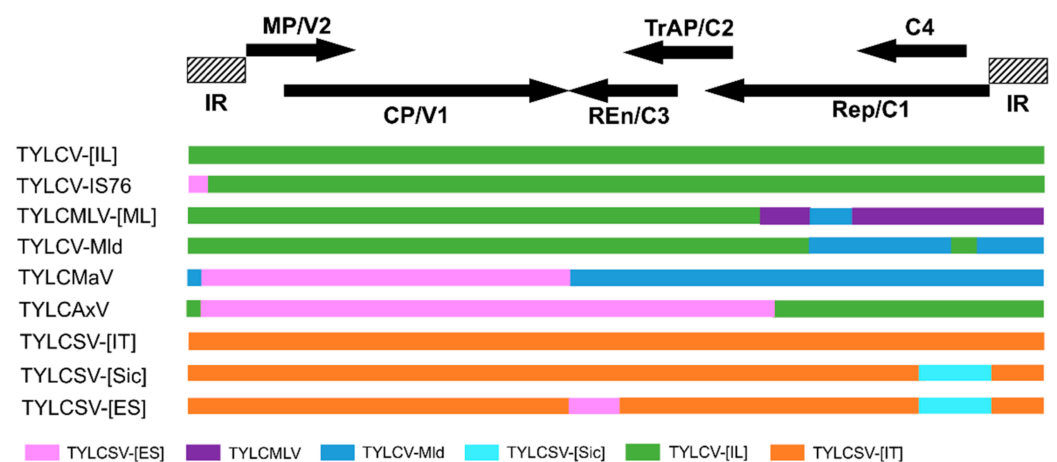 MP/V2 TrAP/C2 C4
IR CP/V1 REn/C3 Rep/C1 IR
TYLCV-[IL]
TYLCV-IS76
TYLCMLV-[ML]
TYLCV-Mld
TYLCMaV
TYLCAxV
TYLCSV-[IT]
TYLCSV-[Sic]
TYLCSV-[ES]
TYLCSV-[ES] TYLCMLV TYLCV-Mld TYLCSV-[Sic] TYLCV-[IL] TYLCSV-[IT]